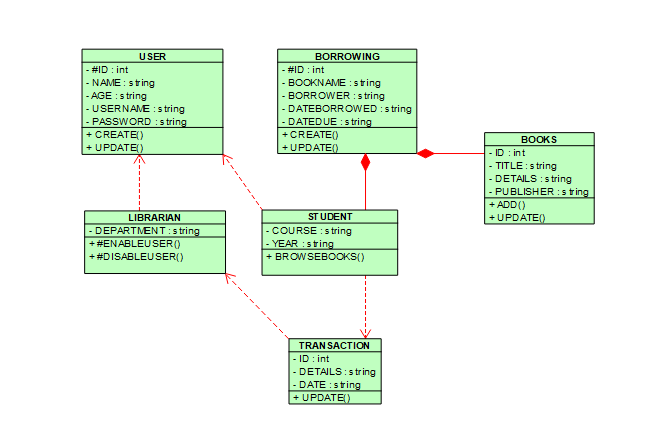 USER
- #ID : int
- NAME : string
- AGE : string
- USERNAME : string
- PASSWORD : string
+ CREATE()
+ UPDATE()
BORROWING
- #ID : int
- BOOKNAME : string
- BORROWER : string
- DATEBORROWED : string
- DATEDUE : string
+ CREATE()
+ UPDATE()
BOOKS
- ID : int
- TITLE : string
- DETAILS : string
- PUBLISHER : string
+ ADD()
+ UPDATE()
LIBRARIAN
- DEPARTMENT : string
+ #ENABLEUSER()
+ #DISABLEUSER()
STUDENT
- COURSE : string
- YEAR : string
+ BROWSEBOOKS()
TRANSACTION
- ID : int
- DETAILS : string
- DATE : string
+ UPDATE()